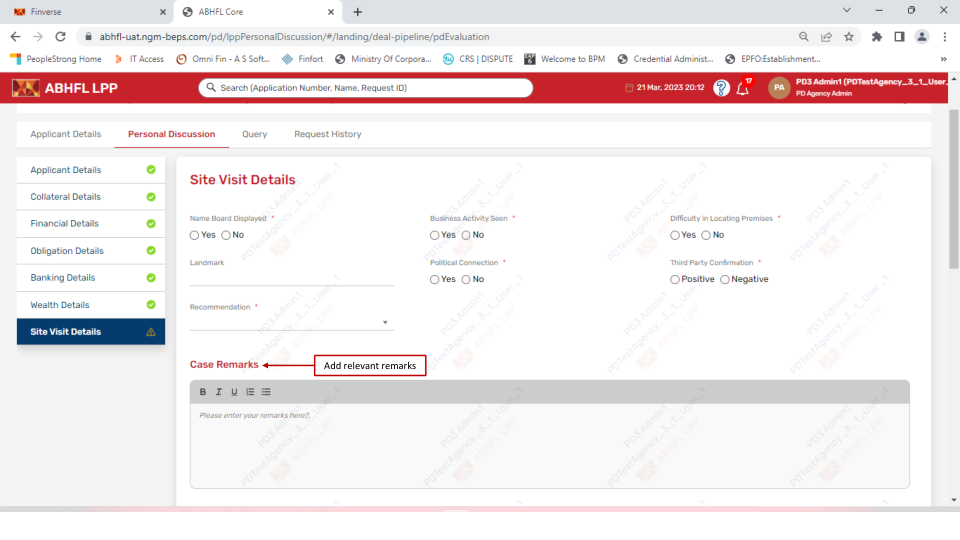 Finverse
ABHFL Core
abhfl-uat.ngm-beps.com/pd/lppPersonalDiscussion/#/landing/deal-pipeline/pdEvaluation
PeopleStrong Home IT Access Omni Fin - A S Soft... Finfort Ministry Of Corpora... CRS | DISPUTE Welcome to BPM Credential Administ... EPFO:Establishment... »
ABHFL LPP Search (Application Number, Name, Request ID) 21 Mar, 2023 20:12 17 PA PD3 Admin1 (PDTestAgency_3_1_User_
PD Agency Admin
Applicant Details Personal Discussion Query Request History
Applicant Details
Collateral Details
Financial Details
Obligation Details
Banking Details
Wealth Details
Site Visit Details
Site Visit Details
Name Board Displayed * Business Activity Seen * Difficulty in Locating Premises *
Yes No Yes No Yes No
Landmark Political Connection * Third Party Confirmation *
Yes No Positive Negative
Recommendation *
Case Remarks Add relevant remarks
B I U
Please enter your remarks here?
PD3 Admin1
PDTestAgency_3_1_User_1
ABHFL LPP